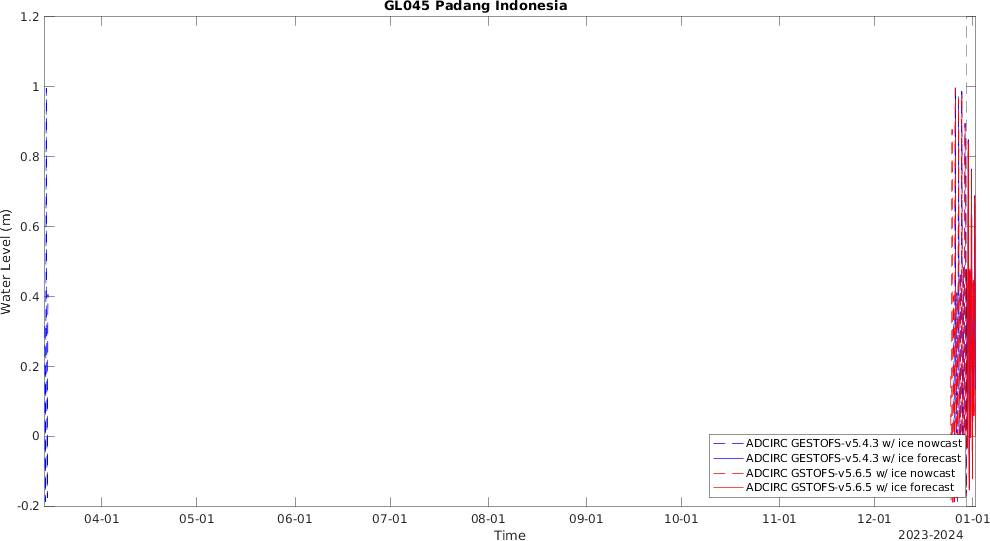 GL045 Padang Indonesia
1.2
1
0.8
0.6
0.4
0.2
0
-0.2
Water Level (m)
ADCIRC GESTOFS-v5.4.3 w/ ice nowcast
ADCIRC GESTOFS-v5.4.3 w/ ice forecast
ADCIRC GSTOFS-v5.6.5 w/ ice nowcast
ADCIRC GSTOFS-v5.6.5 w/ ice forecast
04-01 05-01 06-01 07-01 08-01 09-01 10-01 11-01 12-01 01-01
Time
2023-2024